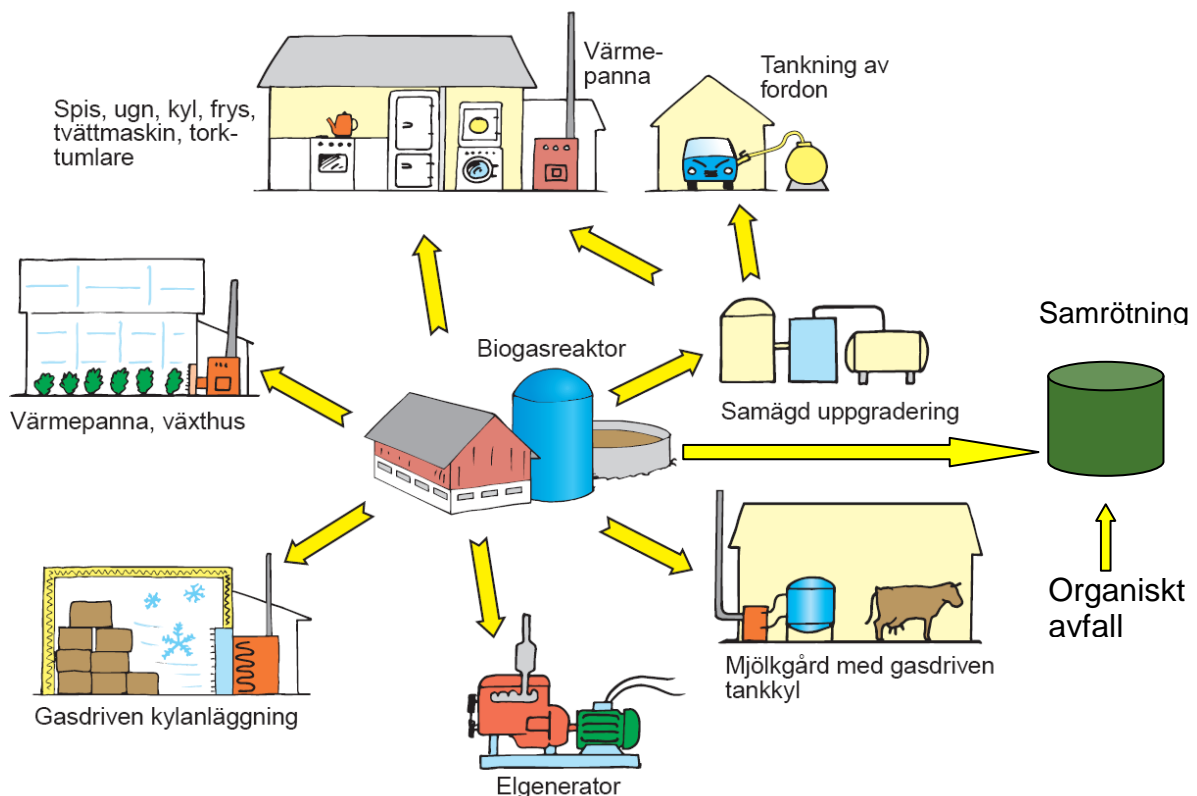 Värme-
panna
Tankning av
fordon
Spis, ugn, kyl, frys,
tvättmaskin, tork-
tumlare
Samrötning
Biogasreaktor
Värmepanna, växthus
Samägd uppgradering
Organiskt
avfall
Mjölkgård med gasdriven
tankkyl
Gasdriven kylanläggning
Elgenerator